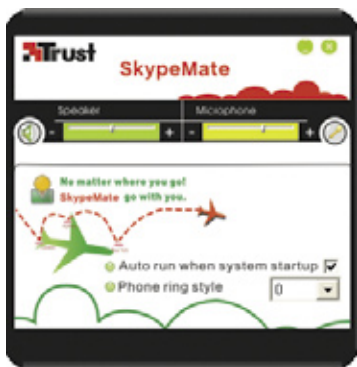 Trust
SkypeMate
Speaker
Microphone
- + - +
No matter where you go!
SkypeMate go with you.
Auto run when system startup
Phone ring style
0